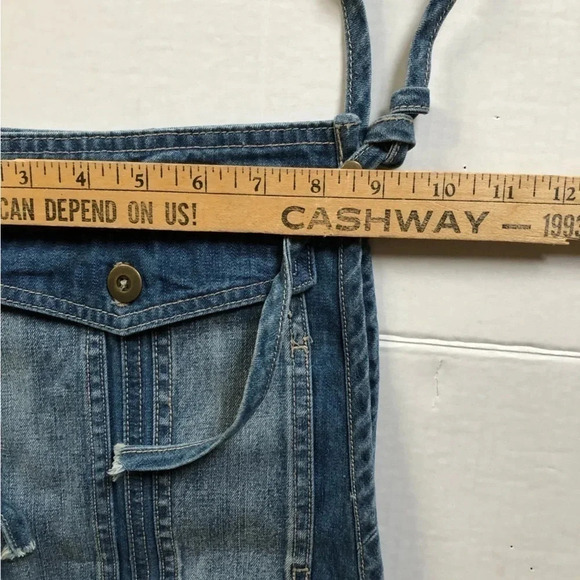 3 4 5 6 7 8 9 10 11 12
CAN DEPEND ON US! CASHWAY — 1993